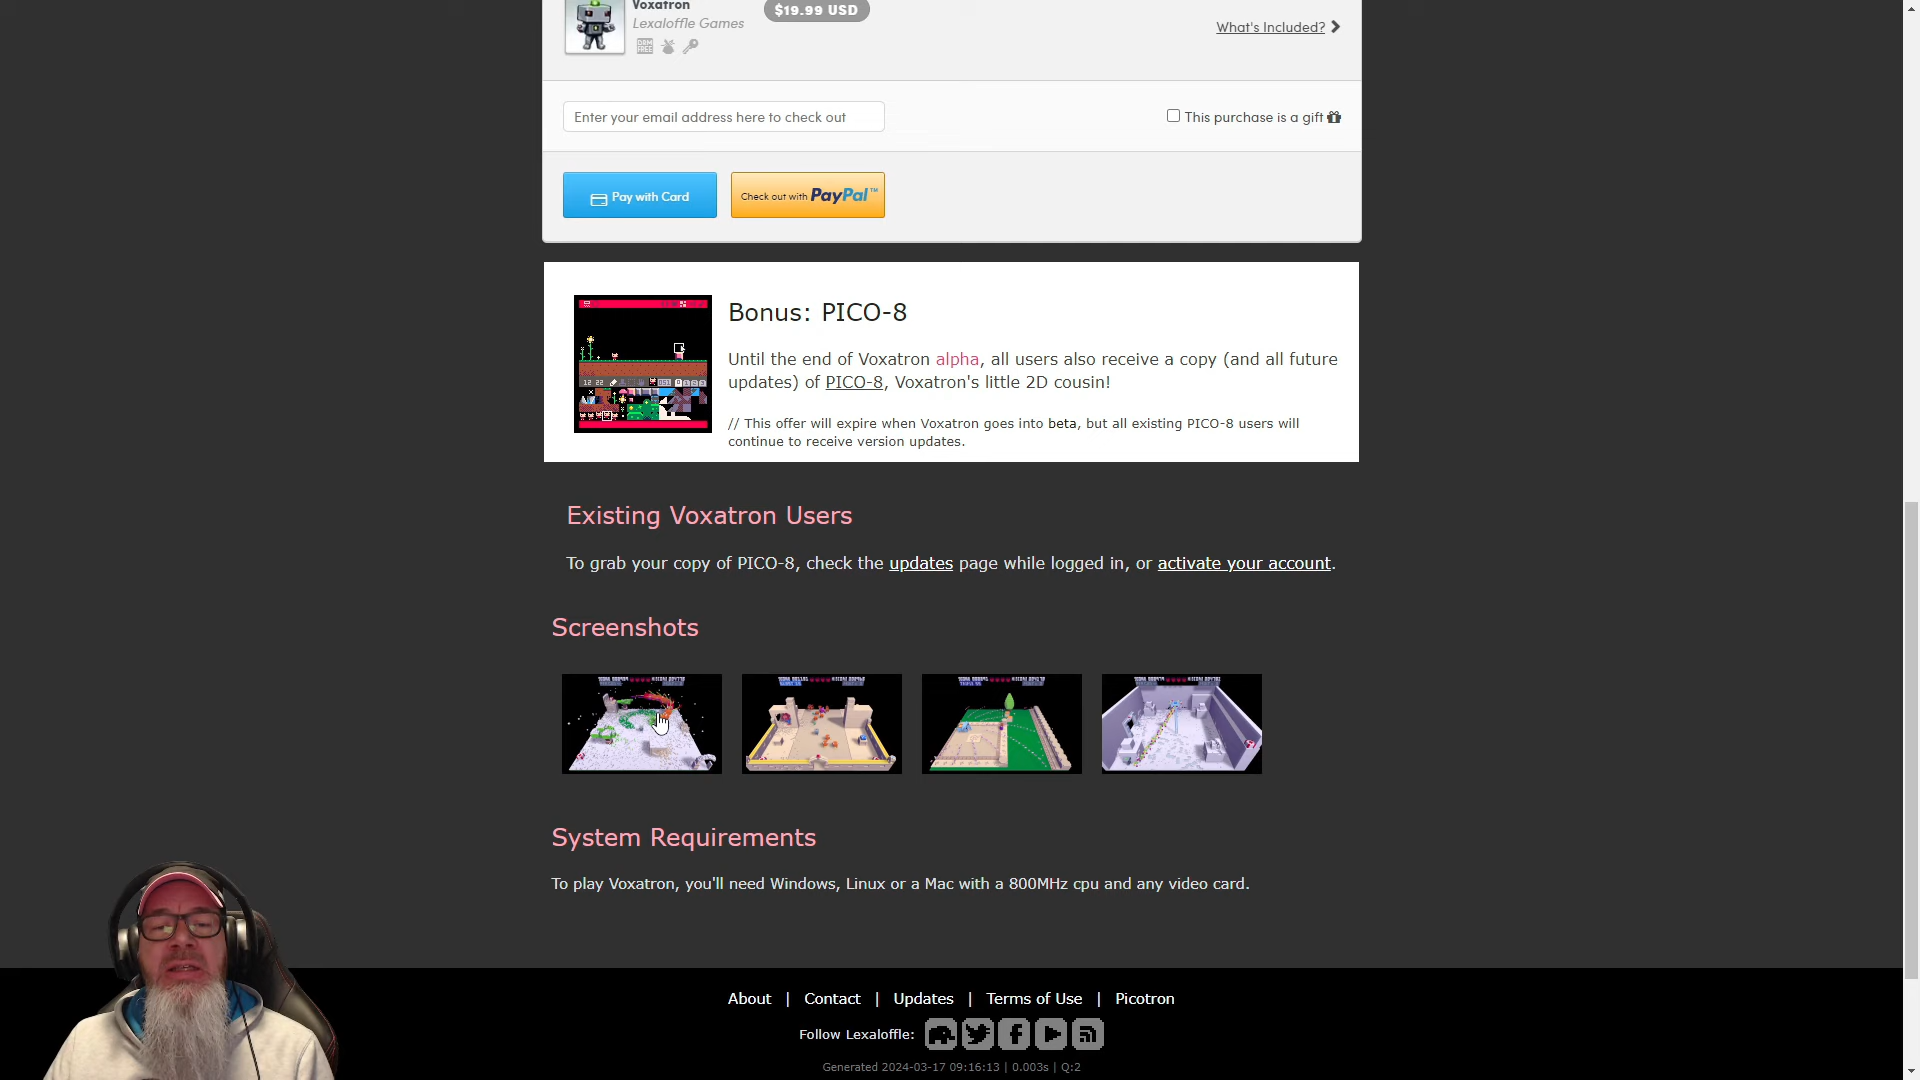 Voxatron
$19.99 USD
Lexaloffle Games
What's Included?
DRM
FREE
Enter your email address here to check out
This purchase is a gift
Pay with Card
Check out with PayPal™
Bonus: PICO-8
Until the end of Voxatron alpha, all users also receive a copy (and all future
updates) of PICO-8, Voxatron's little 2D cousin!
// This offer will expire when Voxatron goes into beta, but all existing PICO-8 users will
continue to receive version updates.
Existing Voxatron Users
To grab your copy of PICO-8, check the updates page while logged in, or activate your account.
Screenshots
System Requirements
To play Voxatron, you'll need Windows, Linux or a Mac with a 800MHz cpu and any video card.
About | Contact | Updates | Terms of Use | Picotron
Follow Lexaloffle:
Generated 2024-03-17 09:16:13 | 0.003s | Q:2